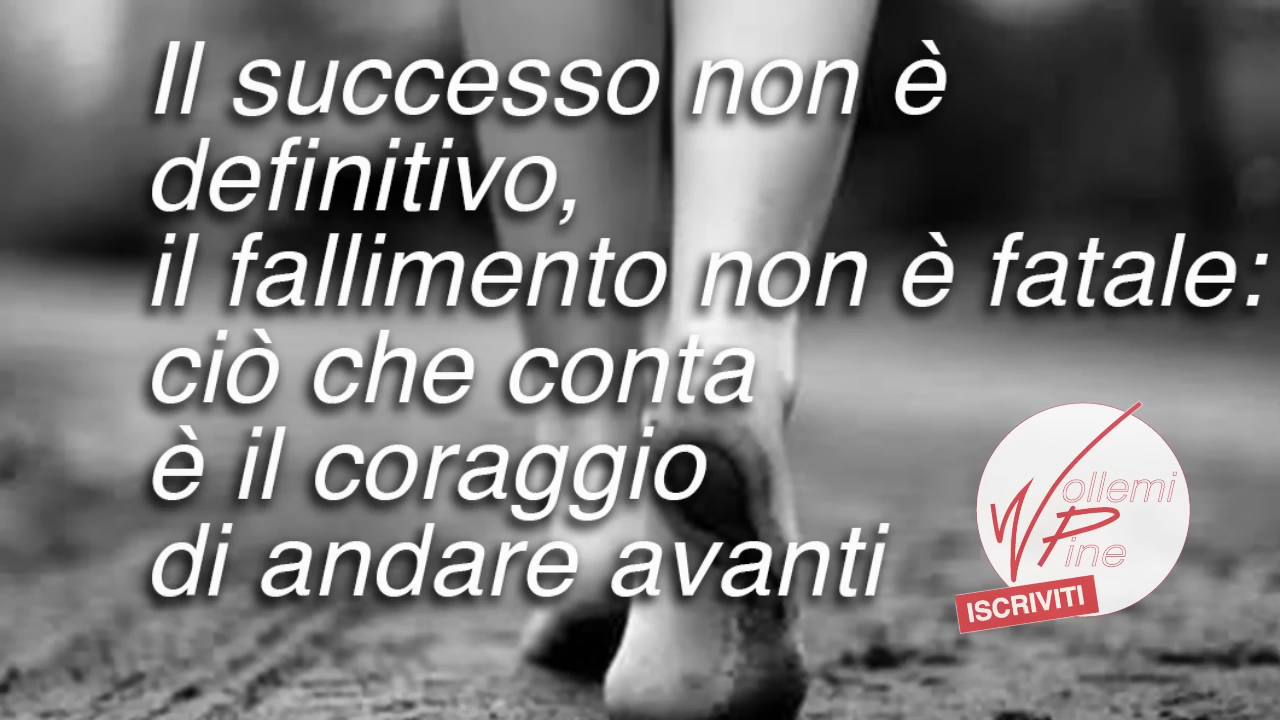 Il successo non è
definitivo,
il fallimento non è fatale:
ciò che conta
è il coraggio
di andare avanti
Wollemi
Pine
ISCRIVITI